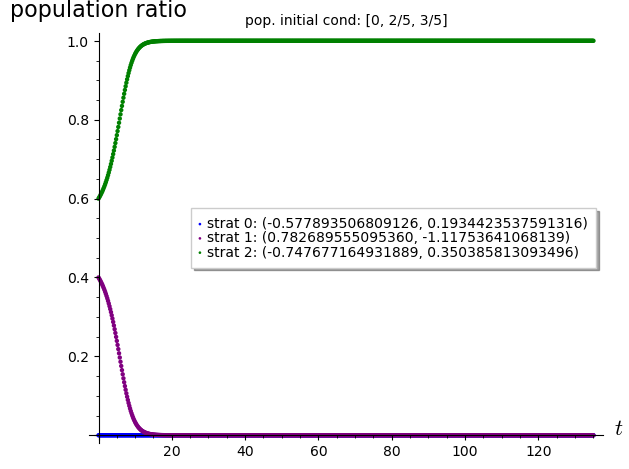 population ratio
pop. initial cond: [0, 2/5, 3/5]
1.0
0.8
0.6
strat 0: (-0.577893506809126, 0.1934423537591316)
strat 1: (0.782689555095360, -1.11753641068139)
strat 2: (-0.747677164931889, 0.350385813093496)
0.4
0.2
t
20 40 60 80 100 120